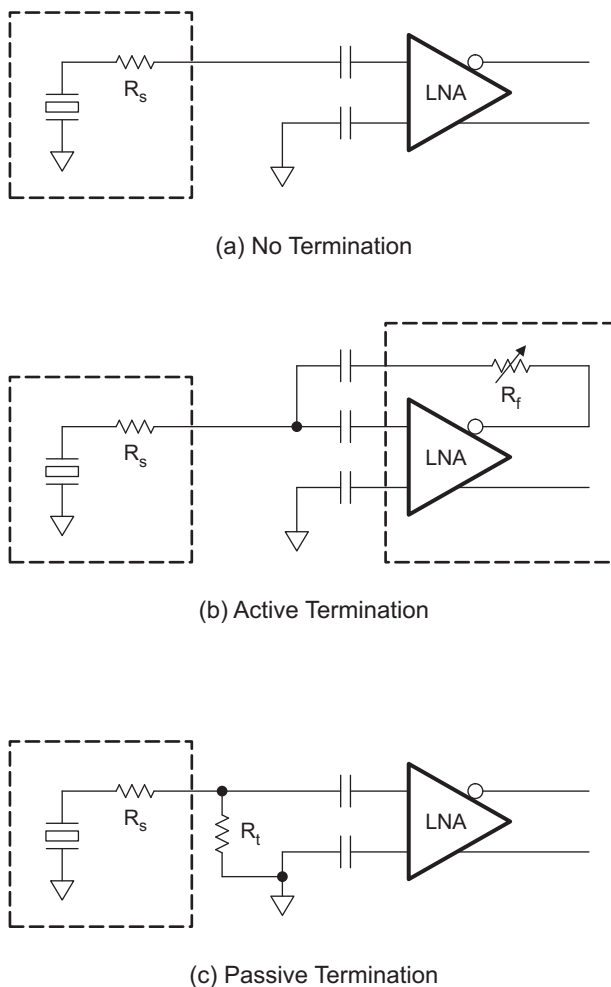 LNA
R_s
(a) No Termination
R_f
R_s
LNA
(b) Active Termination
R_s
R_t
LNA
(c) Passive Termination